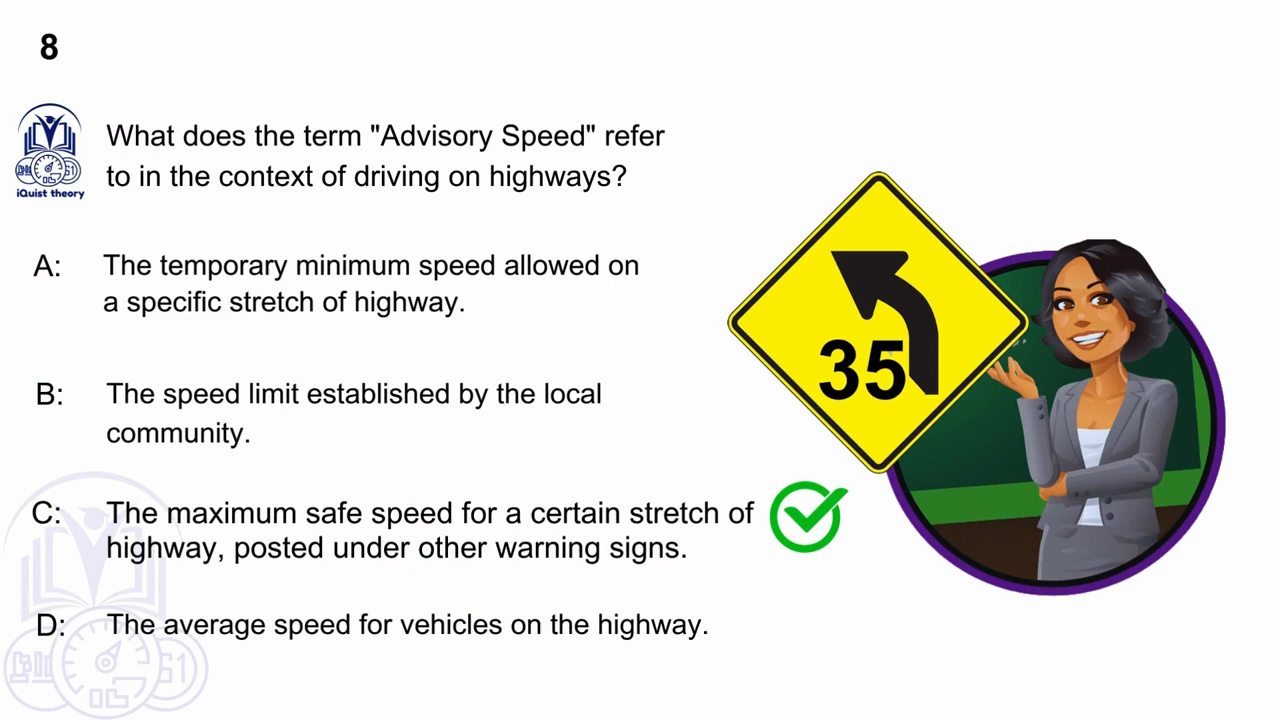 8
iQuist theory
What does the term "Advisory Speed" refer
to in the context of driving on highways?
A: The temporary minimum speed allowed on
a specific stretch of highway.
B: The speed limit established by the local
community.
C: The maximum safe speed for a certain stretch of
highway, posted under other warning signs.
D: The average speed for vehicles on the highway.
35